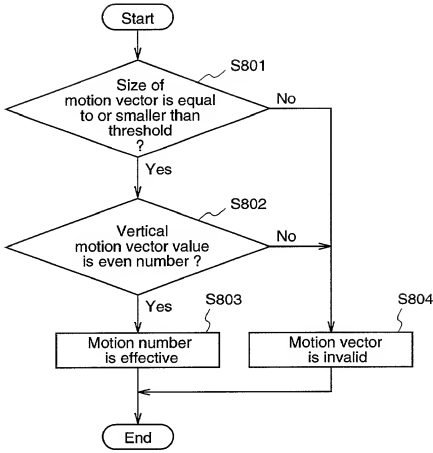 Start
S801
Size of
motion vector is equal
to or smaller than
threshold
?
No
Yes
S802
Vertical
motion vector value
is even number ?
No
Yes
S803
Motion number
is effective
S804
Motion vector
is invalid
End